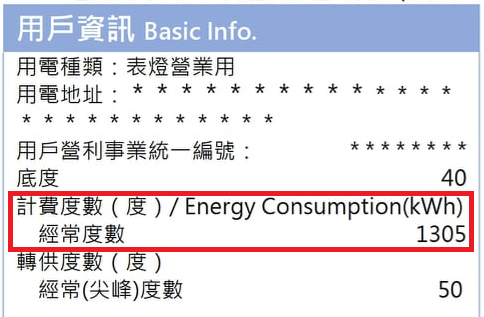 用戶資訊 Basic Info.
用電種類：表燈營業用
用電地址：* * * * * * * * * * * * * *
* * * * * * * * * * * *
用戶營利事業統一編號： * * * * * * * *
底度 40
計費度數（度）/ Energy Consumption(kWh)
經常度數 1305
轉供度數（度）
經常(尖峰)度數 50